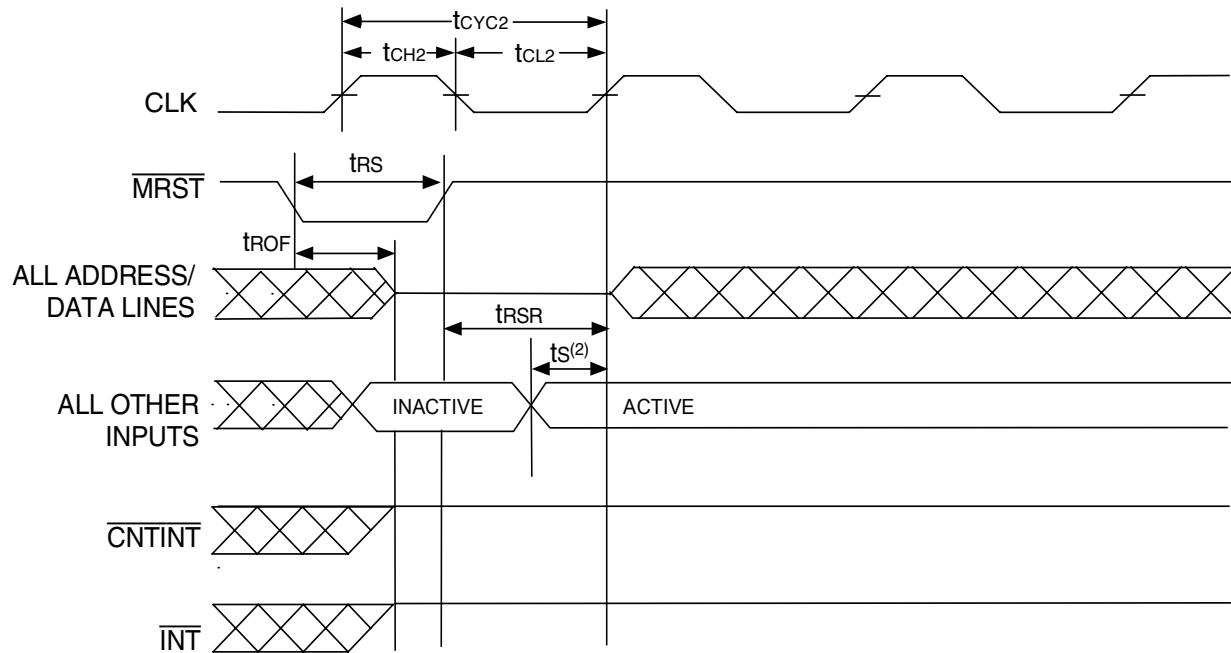 tCYC2
tCH2
tCL2
CLK
tRS
MRST
tROF
ALL ADDRESS/
DATA LINES
tRSR
tS(2)
ALL OTHER
INPUTS
INACTIVE
ACTIVE
CNTINT
INT